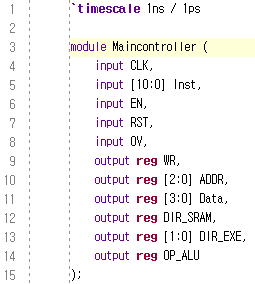 1 `timescale 1ns / 1ps
2
3 module Maincontroller (
4 input CLK,
5 input [10:0] Inst,
6 input EN,
7 input RST,
8 input OV,
9 output reg WR,
10 output reg [2:0] ADDR,
11 output reg [3:0] Data,
12 output reg DIR_SRAM,
13 output reg [1:0] DIR_EXE,
14 output reg OP_ALU
15 );